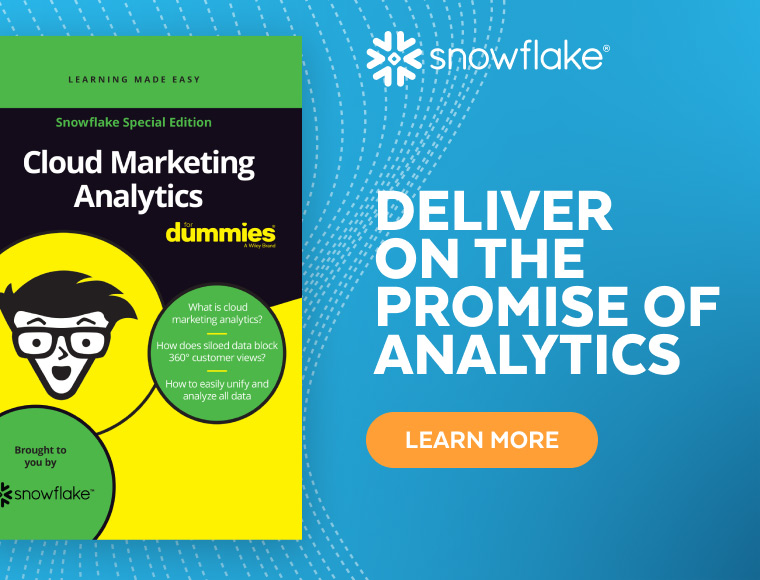 LEARNING MADE EASY
Snowflake Special Edition
Cloud Marketing
Analytics
for
dummies
A Wiley Brand
What is cloud
marketing analytics?
How does siloed data block
360° customer views?
How to easily unify and
analyze all data
Brought to
you by
snowflake™
snowflake®
DELIVER
ON THE
PROMISE OF
ANALYTICS
LEARN MORE